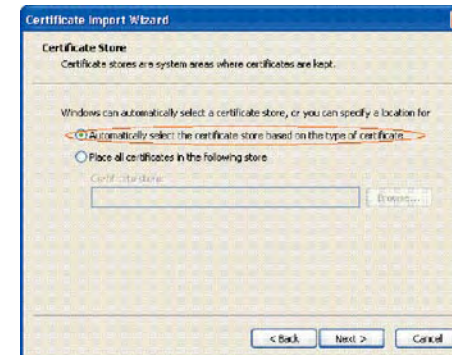 Certificate Import Wizard
Certificate Store
Certificate stores are system areas where certificates are kept.
Windows can automatically select a certificate store, or you can specify a location for
Automatically select the certificate store based on the type of certificate
Place all certificates in the following store
Certificate store:
Browse...
< Back
Next >
Cancel